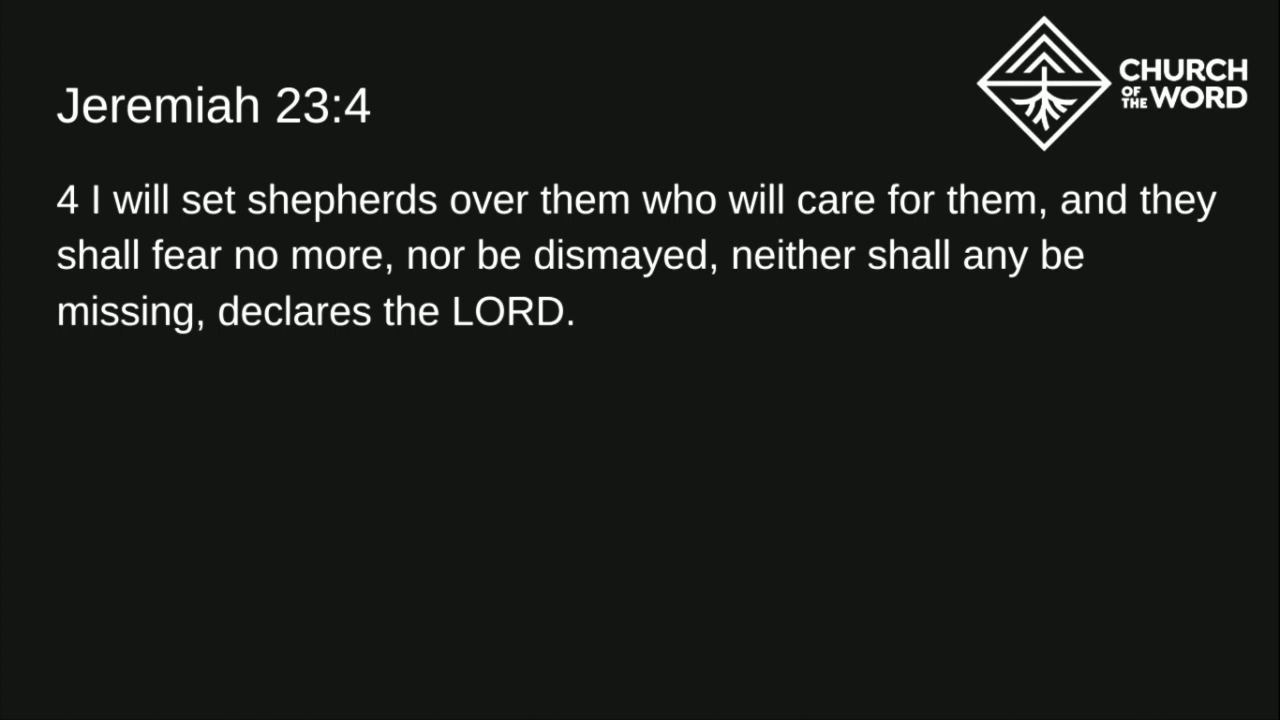 CHURCH
OF THE WORD
Jeremiah 23:4
4 I will set shepherds over them who will care for them, and they
shall fear no more, nor be dismayed, neither shall any be
missing, declares the LORD.